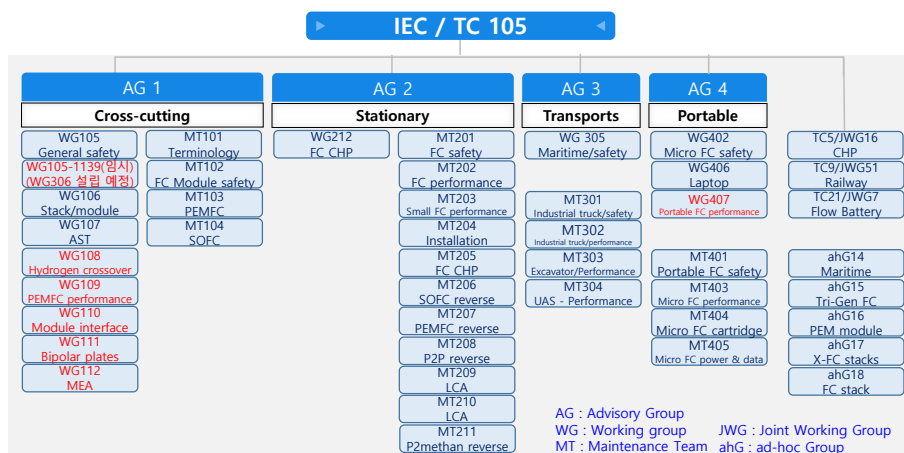 IEC / TC 105
AG 1
Cross-cutting
WG105
General safety
WG105-1139(임시)
(WG306 설립 예정)
WG106
Stack/module
WG107
AST
WG108
Hydrogen crossover
WG109
PEMFC performance
WG110
Module interface
WG111
Bipolar plates
WG112
MEA
MT101
Terminology
MT102
FC Module safety
MT103
PEMFC
MT104
SOFC
AG 2
Stationary
WG212
FC CHP
MT201
FC safety
MT202
FC performance
MT203
Small FC performance
MT204
Installation
MT205
FC CHP
MT206
SOFC reverse
MT207
PEMFC reverse
MT208
P2P reverse
MT209
LCA
MT210
LCA
MT211
P2methan reverse
AG 3
Transports
WG 305
Maritime/safety
MT301
Industrial truck/safety
MT302
Industrial truck/performance
MT303
Excavator/Performance
MT304
UAS - Performance
AG 4
Portable
WG402
Micro FC safety
WG406
Laptop
WG407
Portable FC performance
MT401
Portable FC safety
MT403
Micro FC performance
MT404
Micro FC cartridge
MT405
Micro FC power & data
TC5/JWG16
CHP
TC9/JWG51
Railway
TC21/JWG7
Flow Battery
ahG14
Maritime
ahG15
Tri-Gen FC
ahG16
PEM module
ahG17
X-FC stacks
ahG18
FC stack
AG : Advisory Group
WG : Working group JWG : Joint Working Group
MT : Maintenance Team ahG : ad-hoc Group